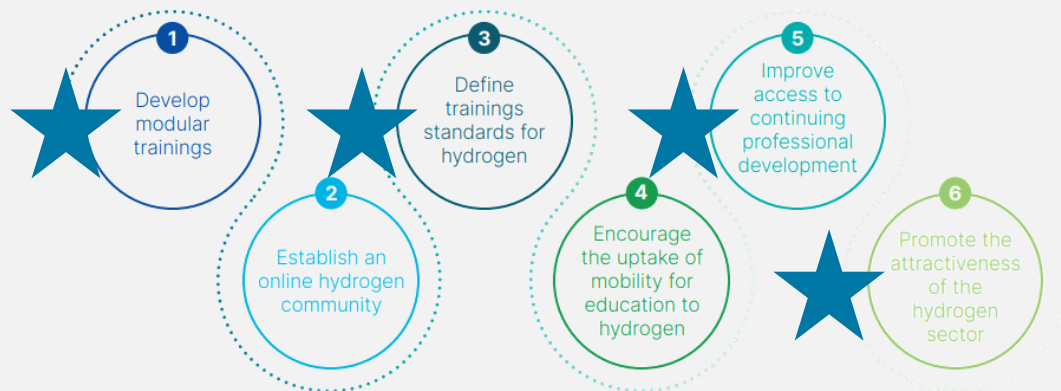 1
Develop
modular
trainings
2
Establish an
online hydrogen
community
3
Define
trainings
standards for
hydrogen
4
Encourage
the uptake of
mobility for
education to
hydrogen
5
Improve
access to
continuing
professional
development
6
Promote the
attractiveness
of the
hydrogen
sector